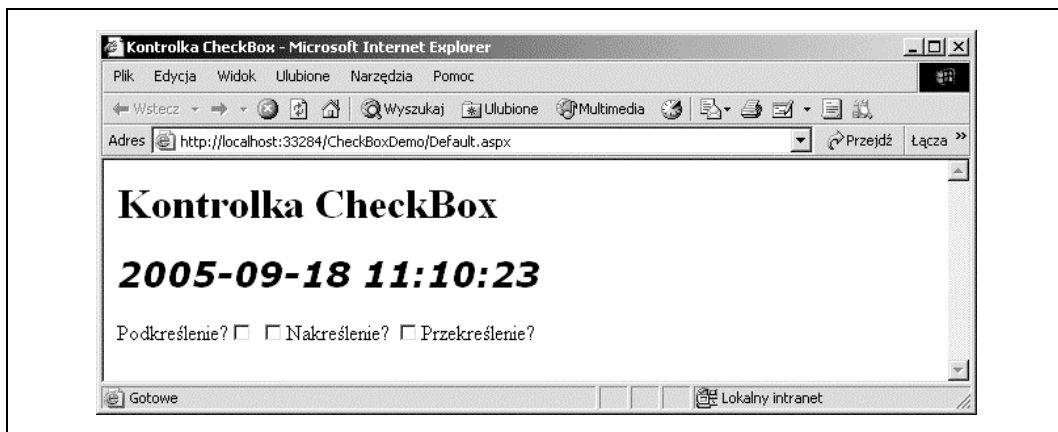 Kontrolka CheckBox - Microsoft Internet Explorer
Plik Edycja Widok Ulubione Narzędzia Pomoc
Wstecz Wyszukaj Ulubione Multimedia
Adres http://localhost:33284/CheckBoxDemo/Default.aspx Przejdź Łącza »
Kontrolka CheckBox
2005-09-18 11:10:23
Podkreślenie? Nakreślenie? Przekreślenie?
Gotowe Lokalny intranet